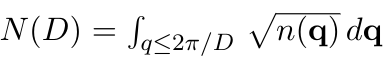 N(D) = ∫_{q≤2π/D} √n(𝐪) d𝐪